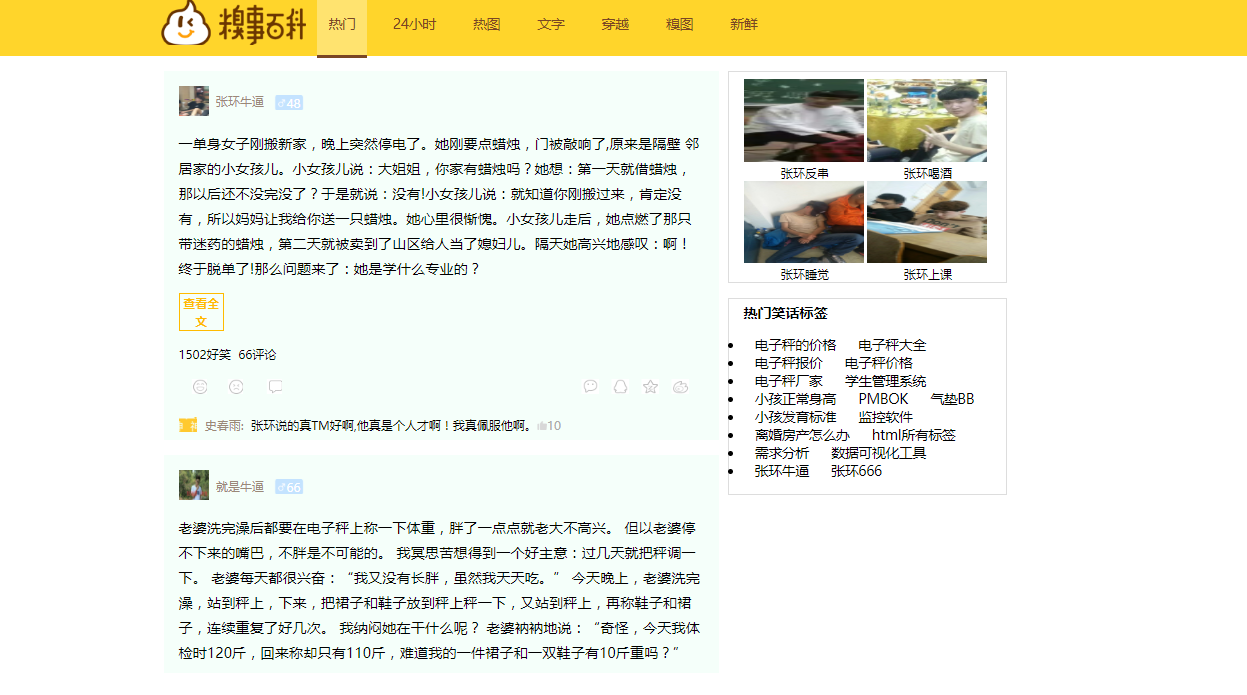 糗事百科 热门 24小时 热图 文字 穿越 糗图 新鲜
张环牛逼 ♂48
一单身女子刚搬新家，晚上突然停电了。她刚要点蜡烛，门被敲响了,原来是隔壁 邻
居家的小女孩儿。小女孩儿说：大姐姐，你家有蜡烛吗？她想：第一天就借蜡烛，
那以后还不没完没了？于是就说：没有!小女孩儿说：就知道你刚搬过来，肯定没
有，所以妈妈让我给你送一只蜡烛。她心里很惭愧。小女孩儿走后，她点燃了那只
带迷药的蜡烛，第二天就被卖到了山区给人当了媳妇儿。隔天她高兴地感叹：啊！
终于脱单了!那么问题来了：她是学什么专业的？
查看全
文
1502好笑 66评论
史春雨: 张环说的真TM好啊,他真是个人才啊！我真佩服他啊。10
就是牛逼 ♂66
老婆洗完澡后都要在电子秤上称一下体重，胖了一点点就老大不高兴。 但以老婆停
不下来的嘴巴，不胖是不可能的。 我冥思苦想得到一个好主意：过几天就把秤调一
下。 老婆每天都很兴奋：“我又没有长胖，虽然我天天吃。” 今天晚上，老婆洗完
澡，站到秤上，下来，把裙子和鞋子放到秤上秤一下，又站到秤上，再称鞋子和裙
子，连续重复了好几次。 我纳闷她在干什么呢？ 老婆衲衲地说：“奇怪，今天我体
检时120斤，回来称却只有110斤，难道我的一件裙子和一双鞋子有10斤重吗？”
张环反串 张环喝酒
张环睡觉 张环上课
热门笑话标签
电子秤的价格 电子秤大全
电子秤报价 电子秤价格
电子秤厂家 学生管理系统
小孩正常身高 PMBOK 气垫BB
小孩发育标准 监控软件
离婚房产怎么办 html所有标签
需求分析 数据可视化工具
张环牛逼 张环666